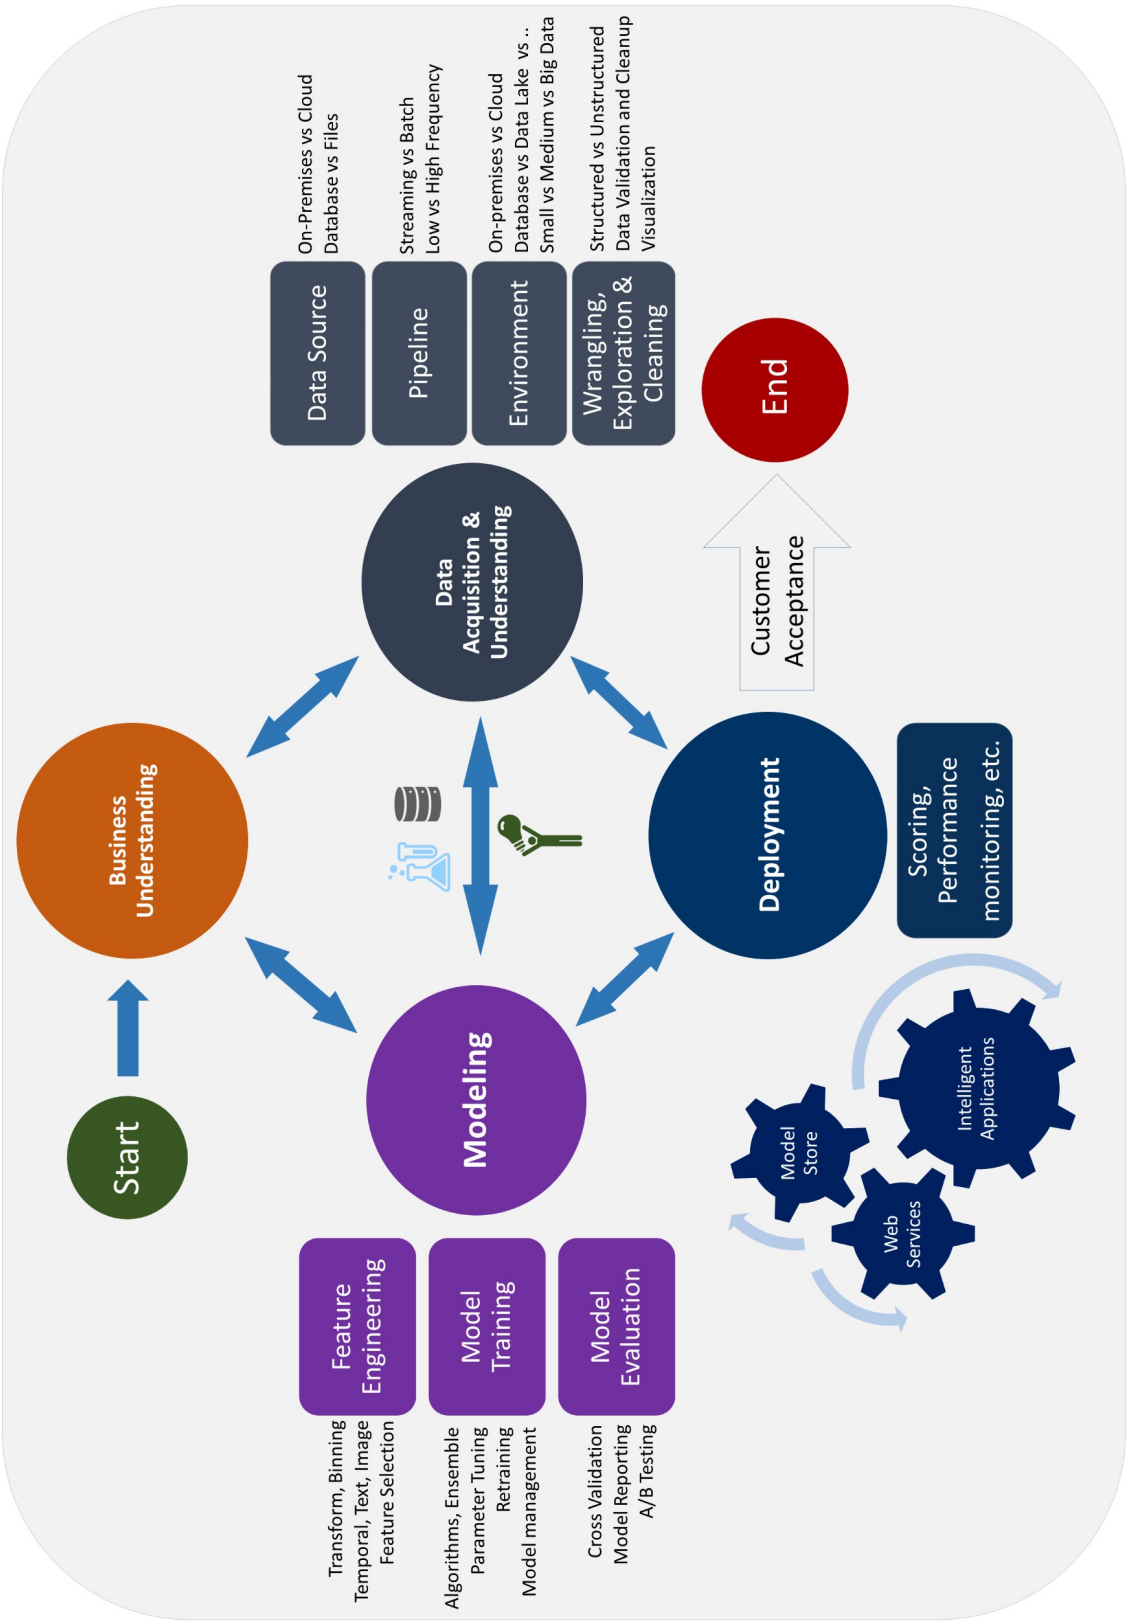 Start
Business
Understanding
Feature
Engineering
Transform, Binning
Temporal, Text, Image
Feature Selection
Model
Training
Algorithms, Ensemble
Parameter Tuning
Retraining
Model management
Model
Evaluation
Cross Validation
Model Reporting
A/B Testing
Modeling
Data
Acquisition &
Understanding
Data Source
On-Premises vs Cloud
Database vs Files
Pipeline
Streaming vs Batch
Low vs High Frequency
Environment
On-premises vs Cloud
Database vs Data Lake vs ..
Small vs Medium vs Big Data
Wrangling,
Exploration &
Cleaning
Structured vs Unstructured
Data Validation and Cleanup
Visualization
Deployment
Customer
Acceptance
End
Scoring,
Performance
monitoring, etc.
Model
Store
Web
Services
Intelligent
Applications